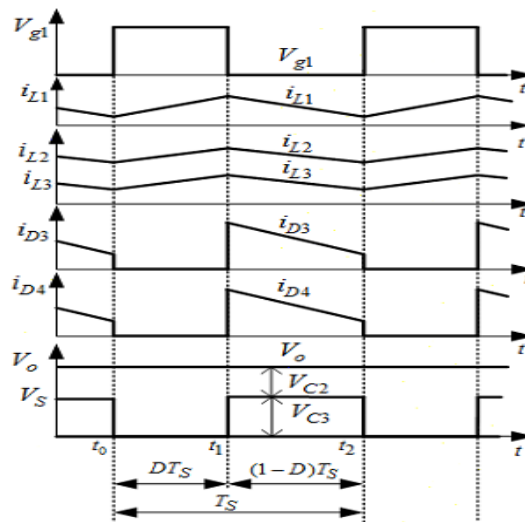 V_g1
V_g1 t
i_L1 i_L1
t
i_L2 i_L2
i_L3 i_L3
t
i_D3 i_D3
t
i_D4 i_D4
t
V_o V_o
V_C2
V_S V_C3
t_0 t_1 t_2 t
DT_S (1-D)T_S
T_S